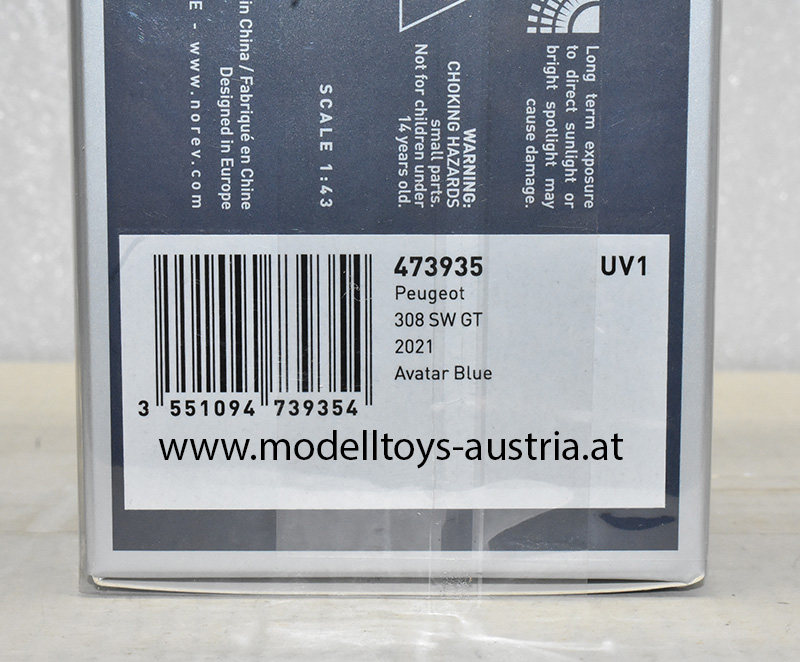 E - www.norev.com
in China / Fabriqué en Chine
Designed in Europe
SCALE 1:43
WARNING:
CHOKING HAZARDS
small parts.
Not for children under
14 years old.
Long term exposure
to direct sunlight or
bright spotlight may
cause damage.
473935
UV1
Peugeot
308 SW GT
2021
Avatar Blue
3 551094 739354
www.modelltoys-austria.at